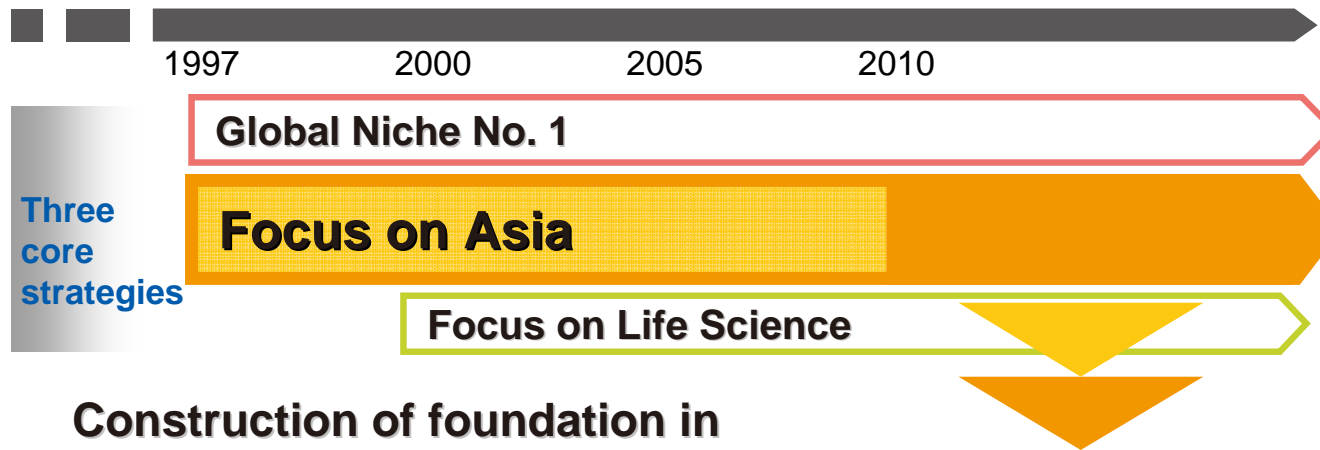 1997 2000 2005 2010
Global Niche No. 1
Three
core
strategies
Focus on Asia
Focus on Life Science
Construction of foundation in